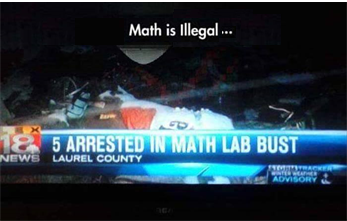 Math is Illegal ...
18
NEWS
5 ARRESTED IN MATH LAB BUST
LAUREL COUNTY
WINTER WEATHER
ADVISORY